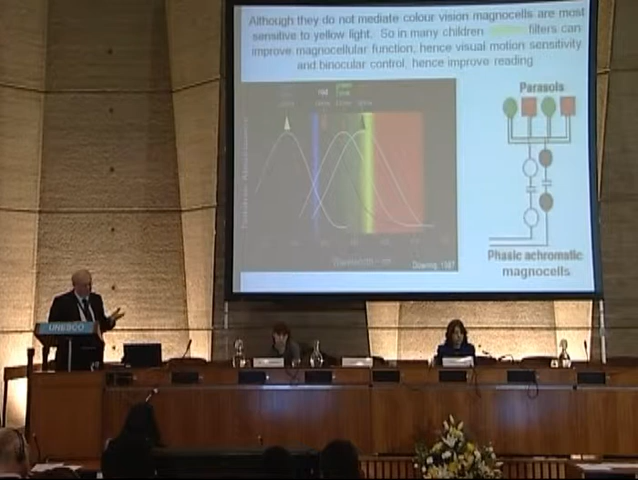 Although they do not mediate colour vision magnocells are most
sensitive to yellow light. So in many children yellow filters can
improve magnocellular function, hence visual motion sensitivity
and binocular control, hence improve reading
Parasols
Phasic achromatic
magnocells
UNESCO